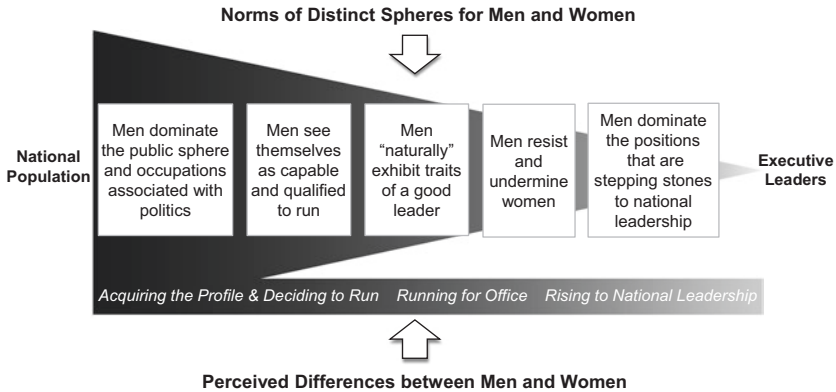 Norms of Distinct Spheres for Men and Women
National
Population
Men dominate
the public sphere
and occupations
associated with
politics
Men see
themselves
as capable
and qualified
to run
Men
“naturally”
exhibit traits
of a good
leader
Men resist
and
undermine
women
Men dominate
the positions
that are
stepping stones
to national
leadership
Executive
Leaders
Acquiring the Profile & Deciding to Run Running for Office Rising to National Leadership
Perceived Differences between Men and Women